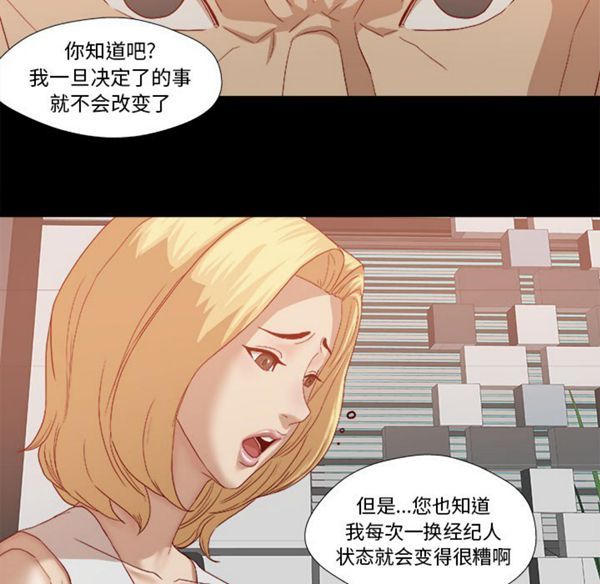 你知道吧?
我一旦决定了的事
就不会改变了
但是...您也知道
我每次一换经纪人
状态就会变得很糟啊